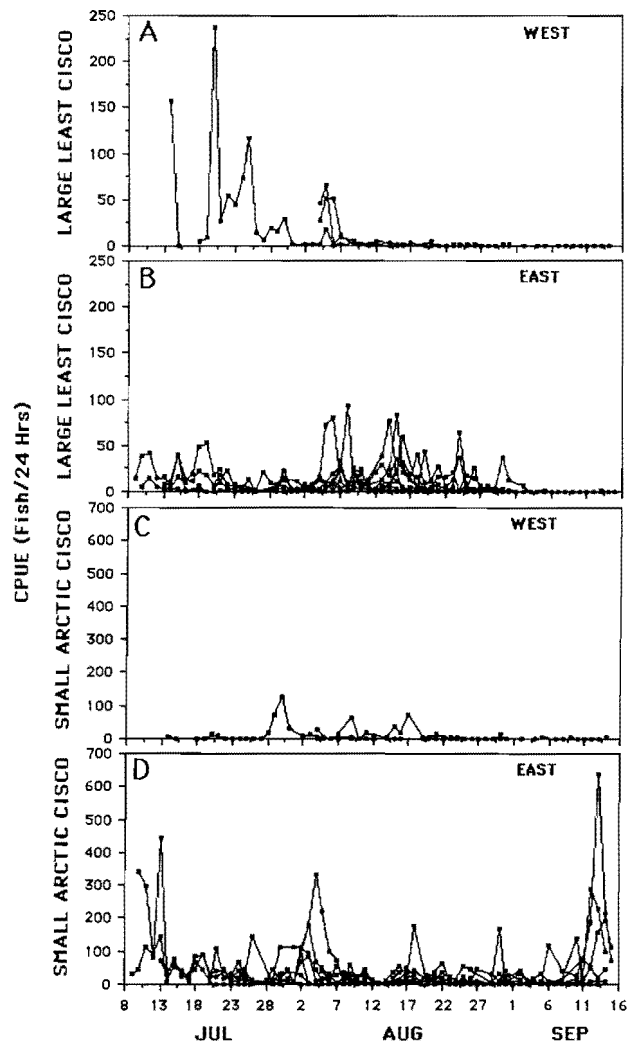 A
WEST
LARGE LEAST CISCO
250
200
150
100
50
0
B
EAST
LARGE LEAST CISCO
250
200
150
100
50
0
CPUE (Fish/24 Hrs)
C
WEST
SMALL ARCTIC CISCO
700
600
500
400
300
200
100
0
D
EAST
SMALL ARCTIC CISCO
700
600
500
400
300
200
100
0
8 13 18 23 28 2 7 12 17 22 27 1 6 11 16
JUL AUG SEP